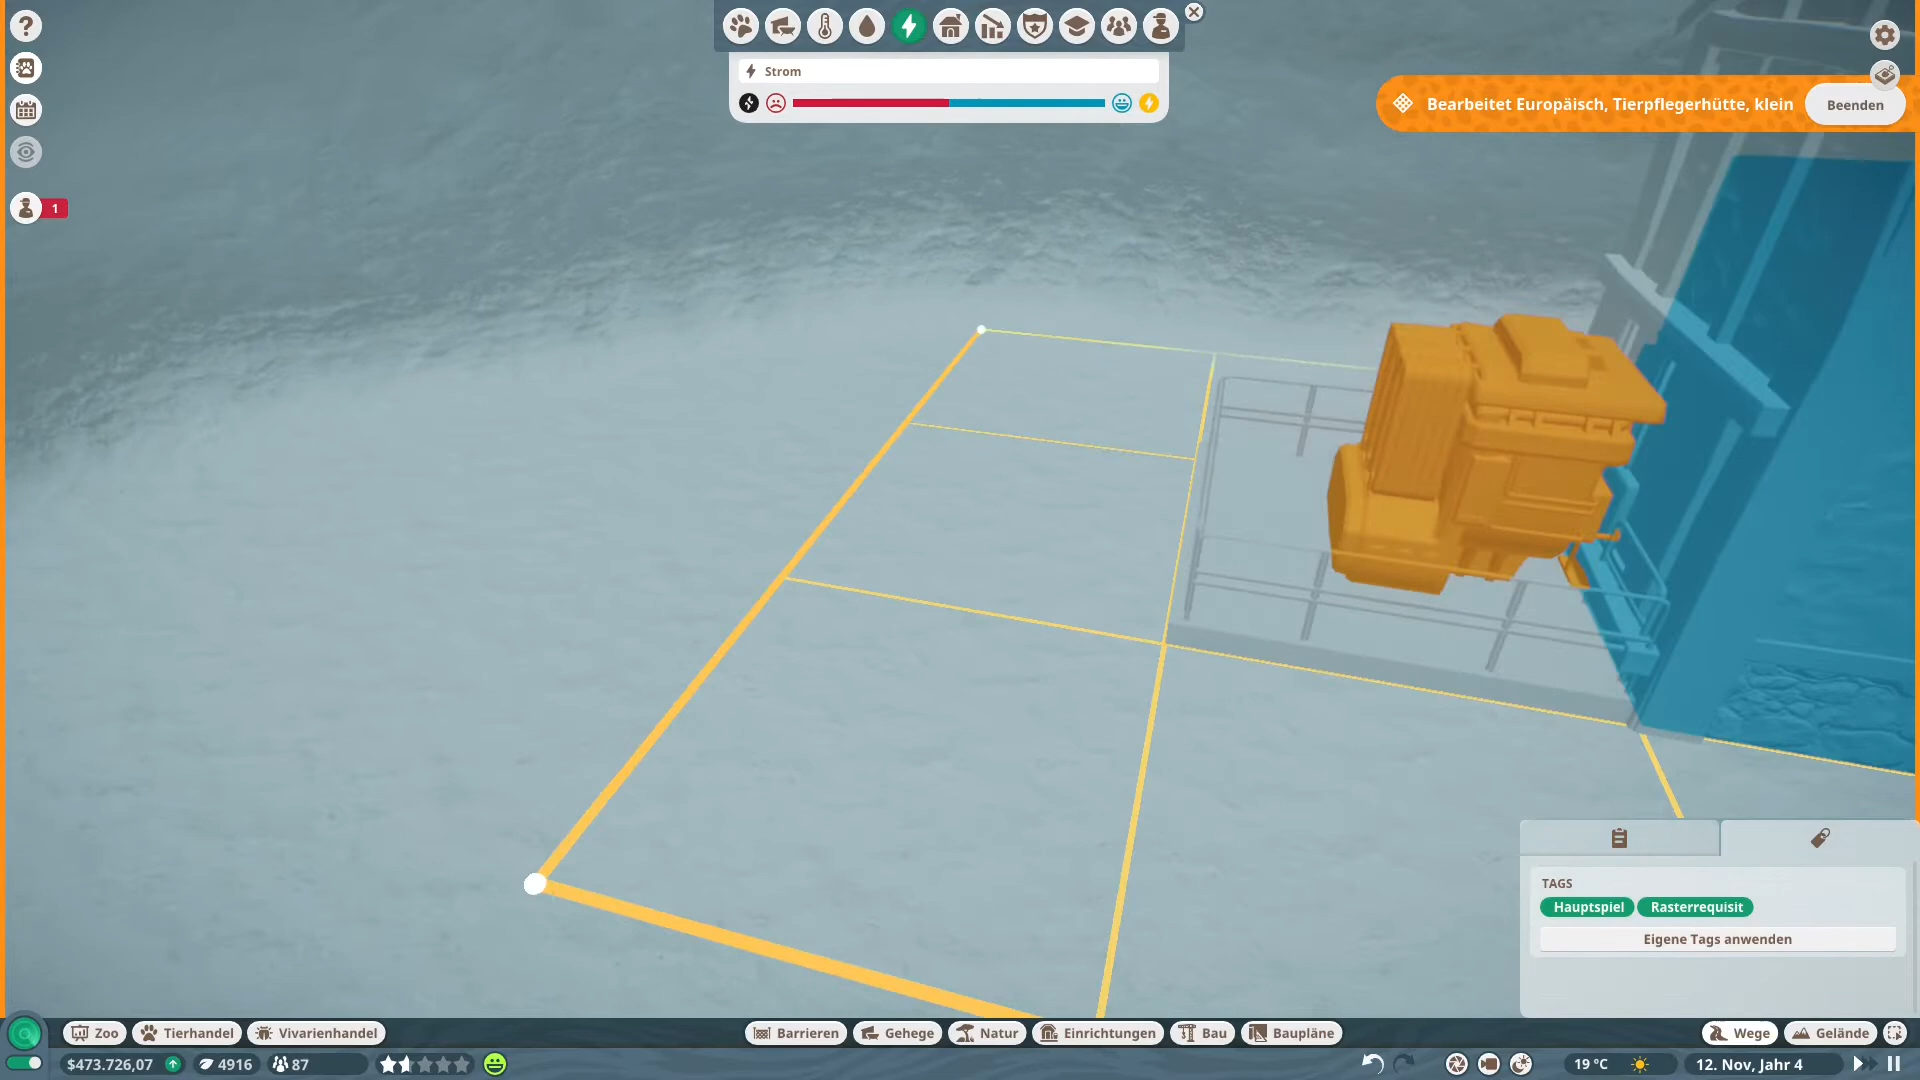 Strom
Bearbeitet Europäisch, Tierpflegerhütte, klein
Beenden
1
TAGS
Hauptspiel
Rasterrequisit
Eigene Tags anwenden
Zoo
Tierhandel
Vivarienhandel
Barrieren
Gehege
Natur
Einrichtungen
Bau
Baupläne
Wege
Gelände
$473.726,07
4916
87
19 °C
12. Nov, Jahr 4